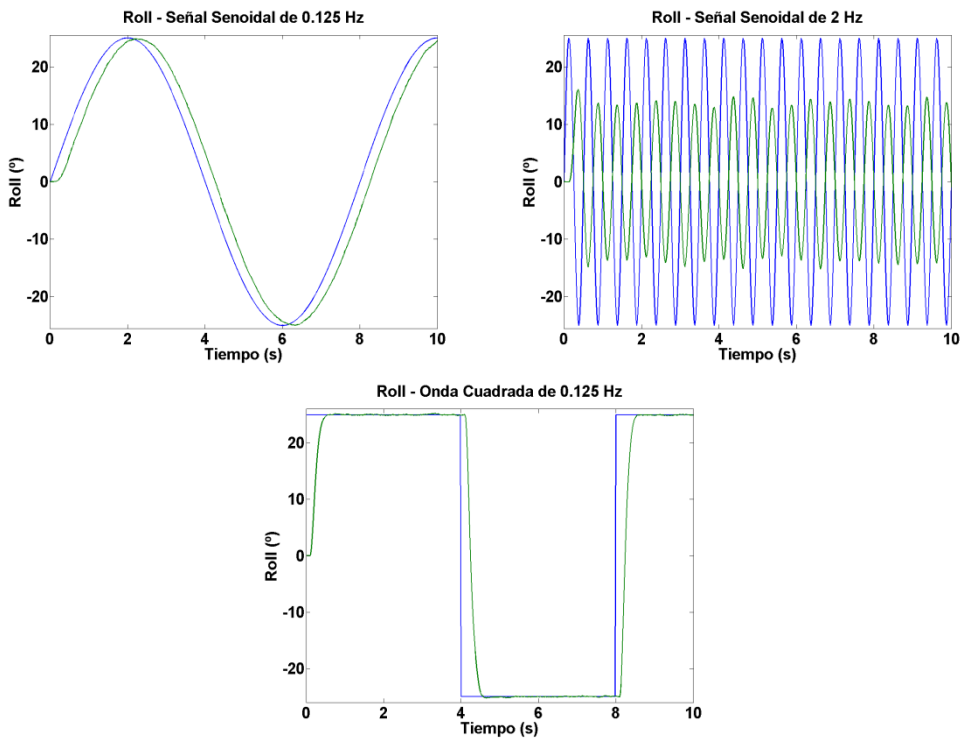 Roll - Señal Senoidal de 0.125 Hz
Roll (º)
20
10
0
-10
-20
0 2 4 6 8 10
Tiempo (s)
Roll - Señal Senoidal de 2 Hz
Roll (º)
20
10
0
-10
-20
0 2 4 6 8 10
Tiempo (s)
Roll - Onda Cuadrada de 0.125 Hz
Roll (º)
20
10
0
-10
-20
0 2 4 6 8 10
Tiempo (s)